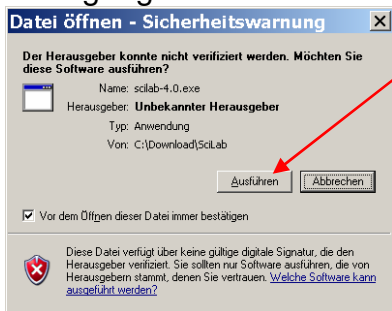 Datei öffnen - Sicherheitswarnung
Der Herausgeber konnte nicht verifiziert werden. Möchten Sie
diese Software ausführen?
Name: scilab-4.0.exe
Herausgeber: Unbekannter Herausgeber
Typ: Anwendung
Von: C:\Download\SciLab
Ausführen Abbrechen
Vor dem Öffnen dieser Datei immer bestätigen
Diese Datei verfügt über keine gültige digitale Signatur, die den
Herausgeber verifiziert. Sie sollten nur Software ausführen, die von
Herausgebern stammt, denen Sie vertrauen. Welche Software kann
ausgeführt werden?